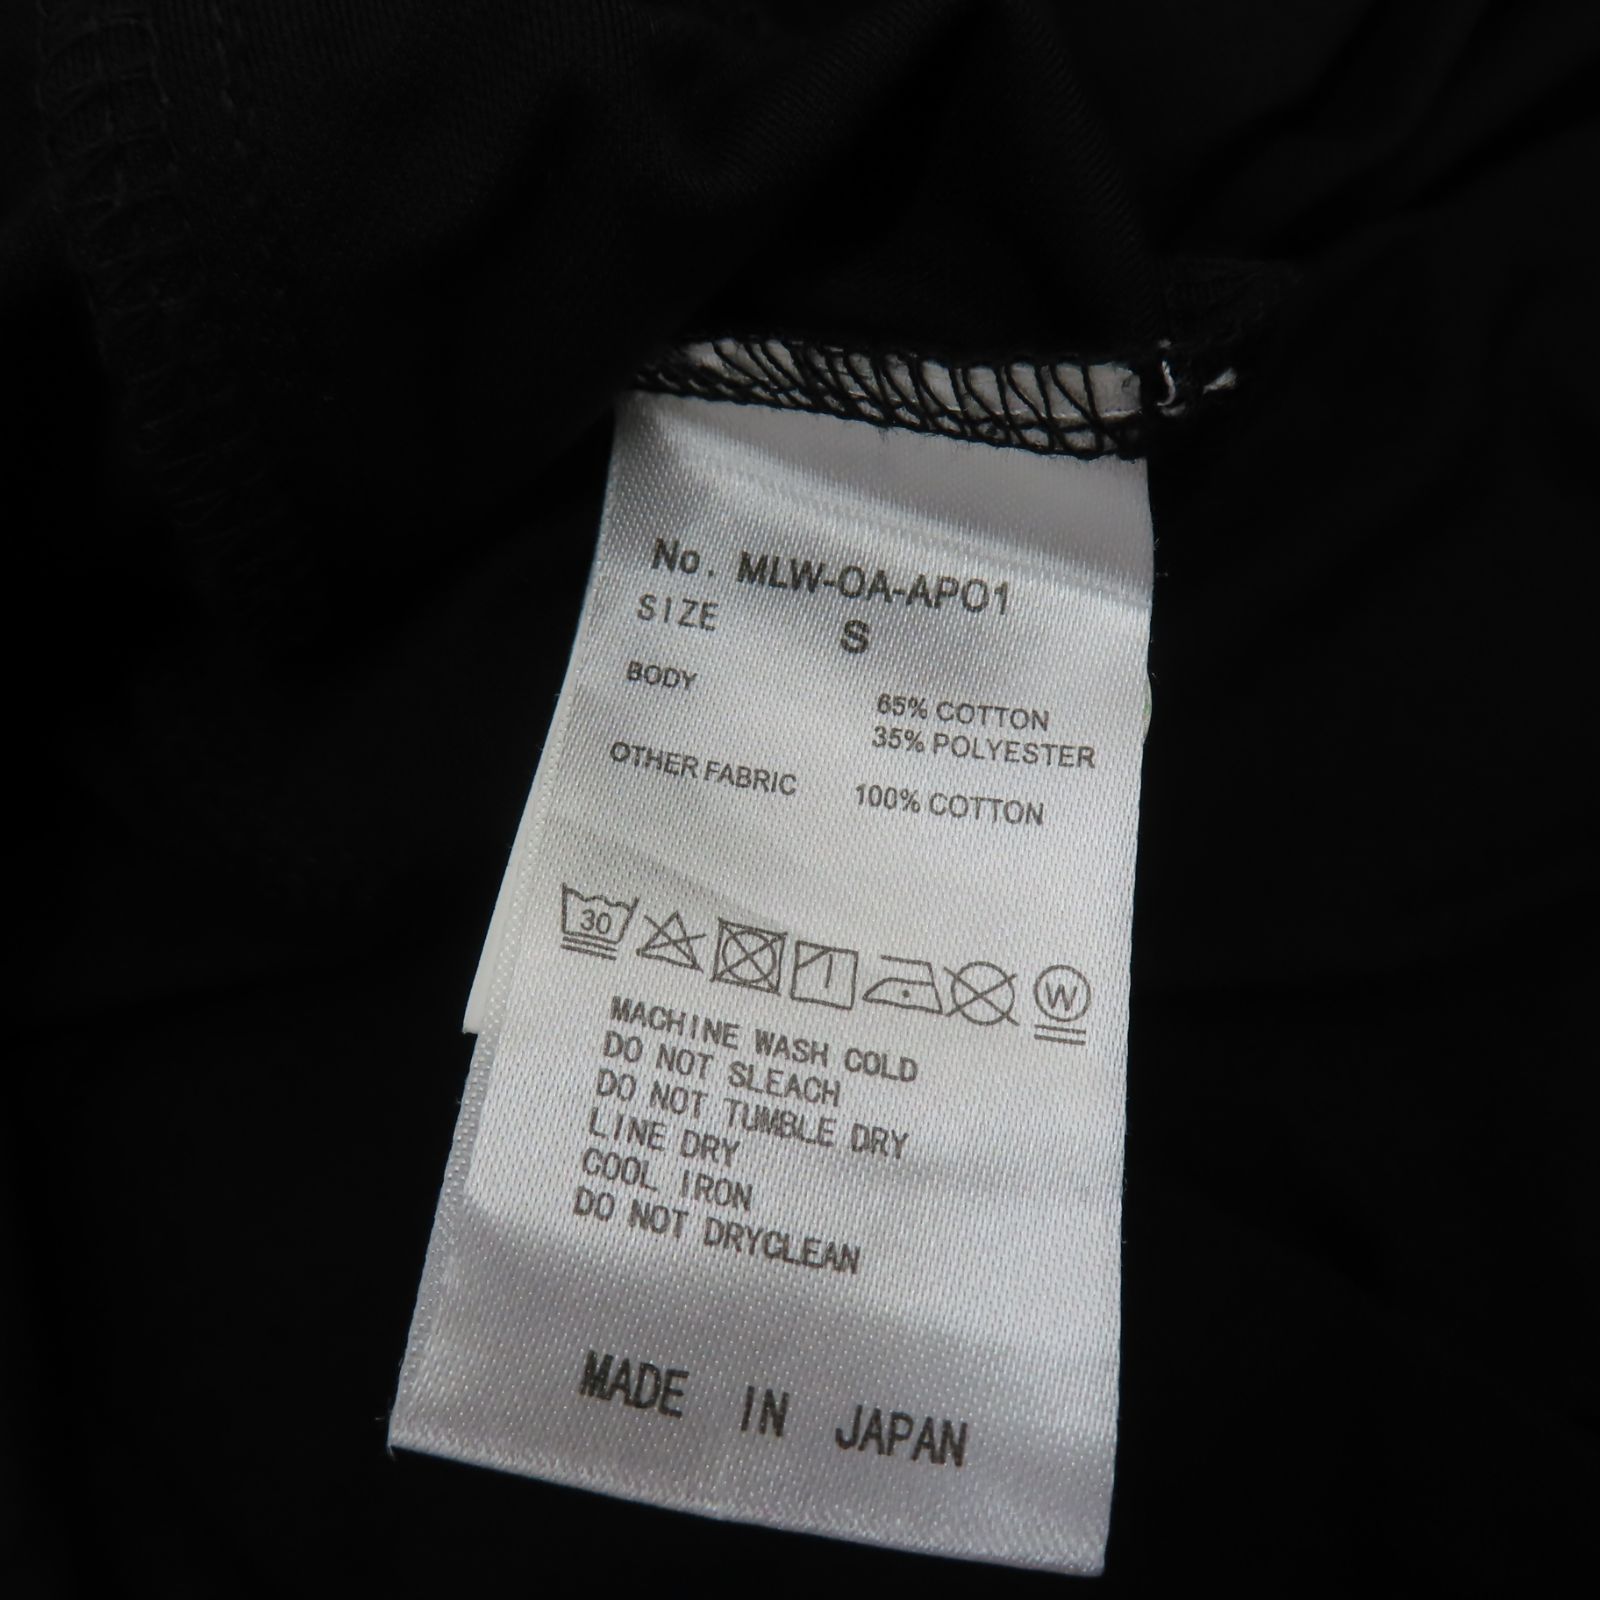 No. MLW-OA-AP01
SIZE S
BODY 65% COTTON
35% POLYESTER
OTHER FABRIC 100% COTTON
30 W
MACHINE WASH COLD
DO NOT SLEACH
DO NOT TUMBLE DRY
LINE DRY
COOL IRON
DO NOT DRYCLEAN
MADE IN JAPAN